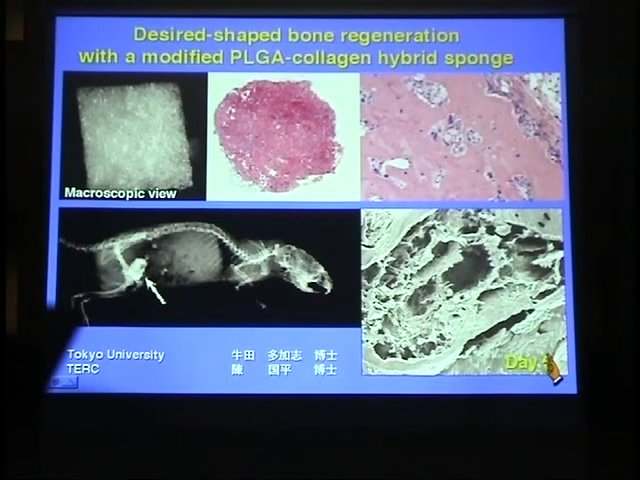 Desired-shaped bone regeneration
with a modified PLGA-collagen hybrid sponge
Macroscopic view
Tokyo University
TERC
牛田 多加志 博士
陳 国平 博士
Day